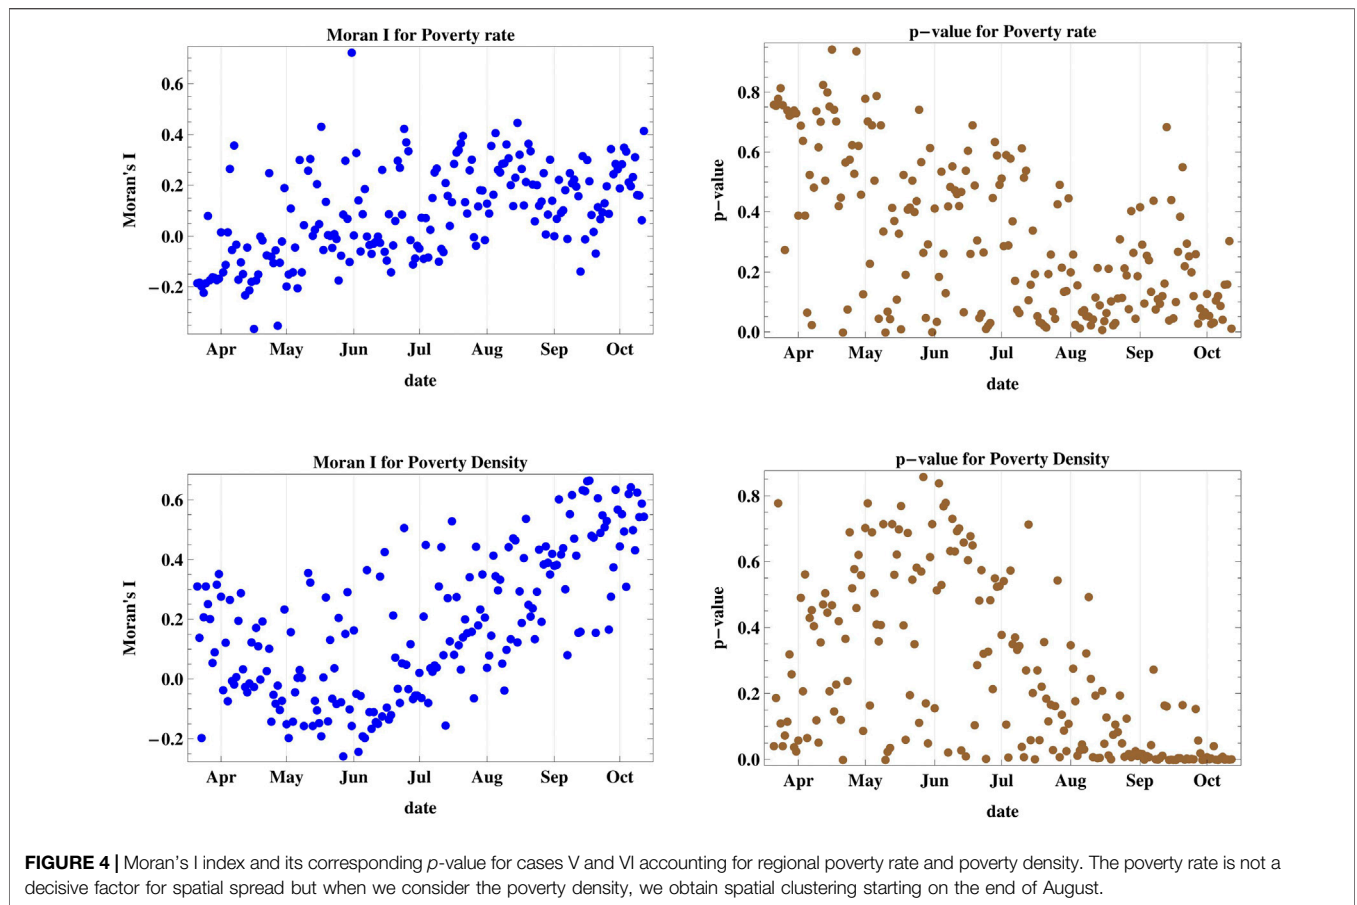 Moran I for Poverty rate
0.6
0.4
0.2
0.0
−0.2
Moran's I
Apr May Jun Jul Aug Sep Oct
date
p−value for Poverty rate
0.8
0.6
0.4
0.2
0.0
p−value
Apr May Jun Jul Aug Sep Oct
date
Moran I for Poverty Density
0.6
0.4
0.2
0.0
−0.2
Moran's I
Apr May Jun Jul Aug Sep Oct
date
p−value for Poverty Density
0.8
0.6
0.4
0.2
0.0
p−value
Apr May Jun Jul Aug Sep Oct
date
FIGURE 4 | Moran's I index and its corresponding p-value for cases V and VI accounting for regional poverty rate and poverty density. The poverty rate is not a
decisive factor for spatial spread but when we consider the poverty density, we obtain spatial clustering starting on the end of August.